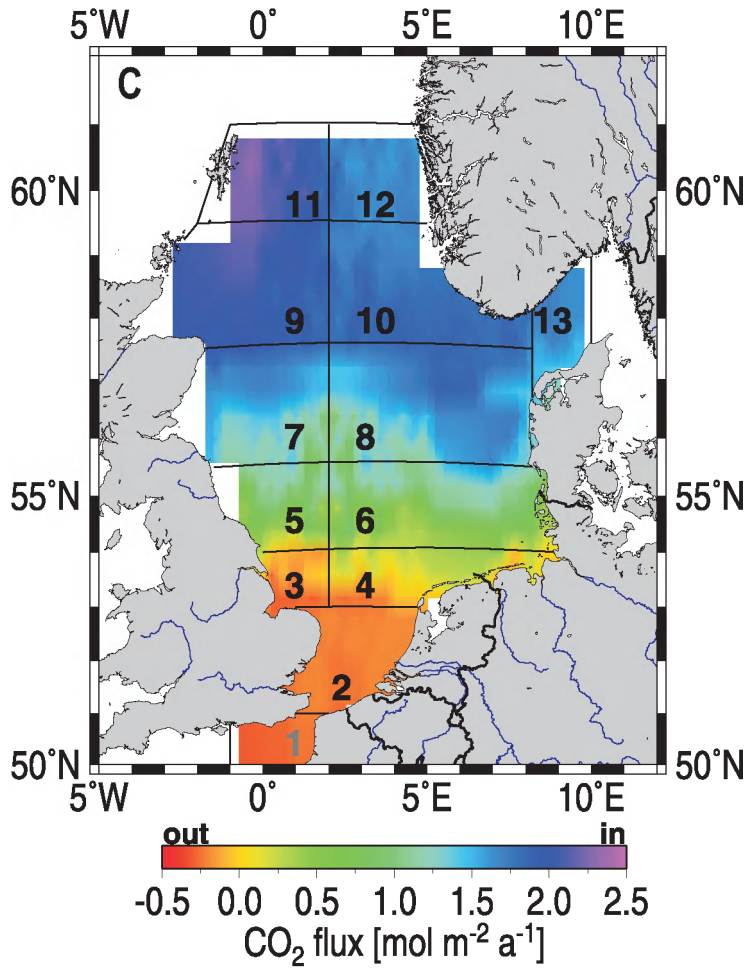 5˚W 0˚ 5˚E 10˚E
C
60˚N 60˚N
11 12
9 10 13
7 8
55˚N 55˚N
5 6
3 4
2
1
50˚N 50˚N
5˚W 0˚ 5˚E 10˚E
out in
-0.5 0.0 0.5 1.0 1.5 2.0 2.5
CO₂ flux [mol m⁻² a⁻¹]